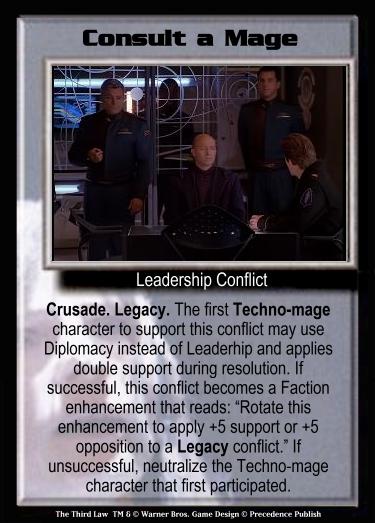 Consult a Mage
Leadership Conflict
Crusade. Legacy. The first Techno-mage
character to support this conflict may use
Diplomacy instead of Leaderhip and applies
double support during resolution. If
successful, this conflict becomes a Faction
enhancement that reads: “Rotate this
enhancement to apply +5 support or +5
opposition to a Legacy conflict.” If
unsuccessful, neutralize the Techno-mage
character that first participated.
The Third Law TM & © Warner Bros. Game Design © Precedence Publish